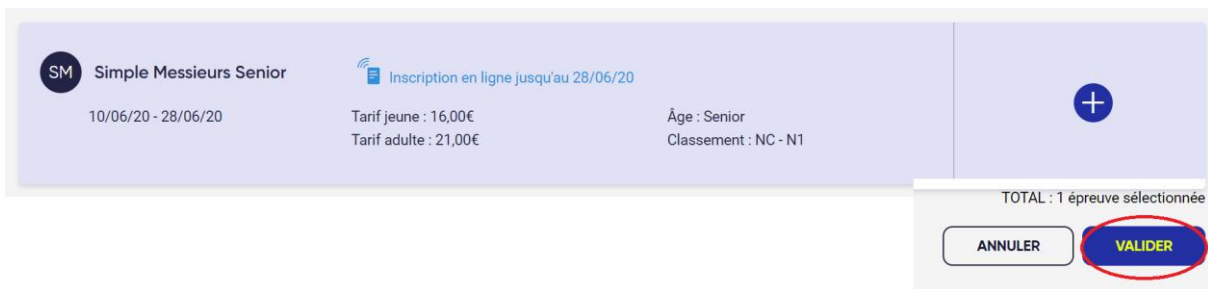 SM Simple Messieurs Senior
Inscription en ligne jusqu'au 28/06/20
10/06/20 - 28/06/20
Tarif jeune : 16,00€
Âge : Senior
Tarif adulte : 21,00€
Classement : NC - N1
TOTAL : 1 épreuve sélectionnée
ANNULER
VALIDER